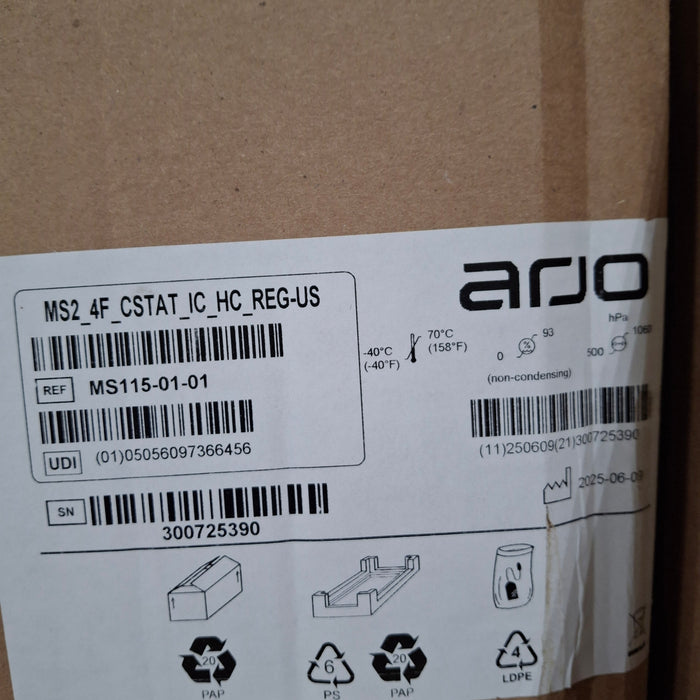 arjo
MS2_4F_CSTAT_IC_HC_REG-US
REF MS115-01-01
UDI (01)05056097366456
SN 300725390
-40°C
(-40°F)
70°C
(158°F)
0 % 93
(non-condensing)
hPa
500 1060
(11)250609(21)300725390
2025-06-09
20
PAP
6
PS
20
PAP
4
LDPE